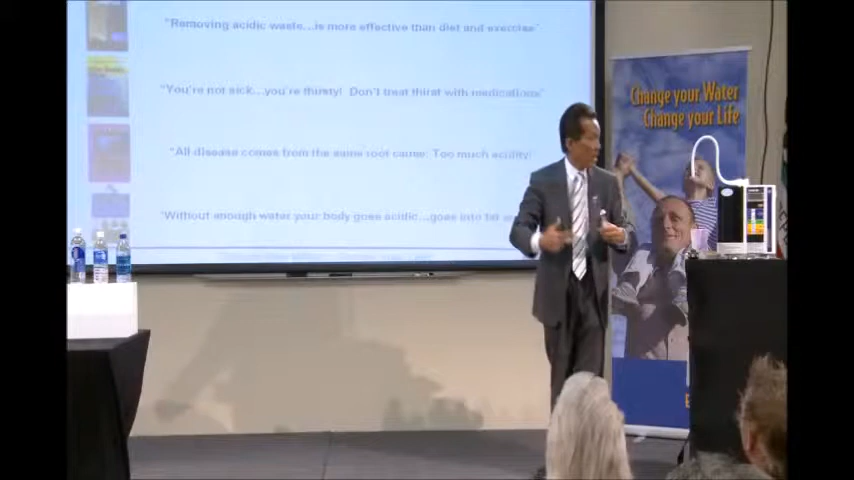 "Removing acidic waste...is more effective than diet and exercise"
"You're not sick...you're thirsty! Don't treat thirst with medications"
"All disease comes from the same root cause: Too much acidity
"Without enough water your body goes acidic...goes into fat
Change your Water
Change your Life